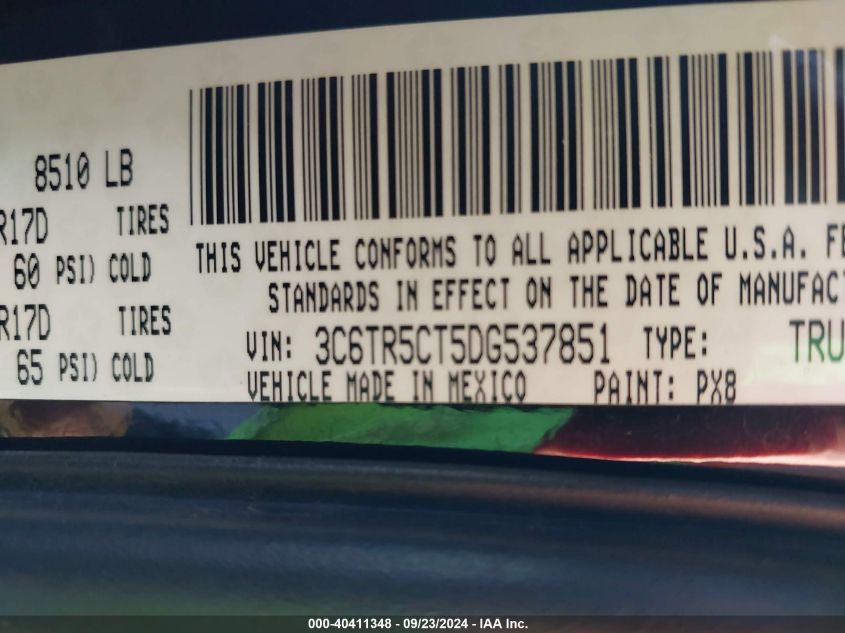 8510 LB
R17D TIRES
60 PSI) COLD
R17D TIRES
65 PSI) COLD
THIS VEHICLE CONFORMS TO ALL APPLICABLE U.S.A. FE
STANDARDS IN EFFECT ON THE DATE OF MANUFACT
VIN: 3C6TR5CT5DG537851 TYPE: TRU
VEHICLE MADE IN MEXICO PAINT: PX8
000-40411348 - 09/23/2024 - IAA Inc.